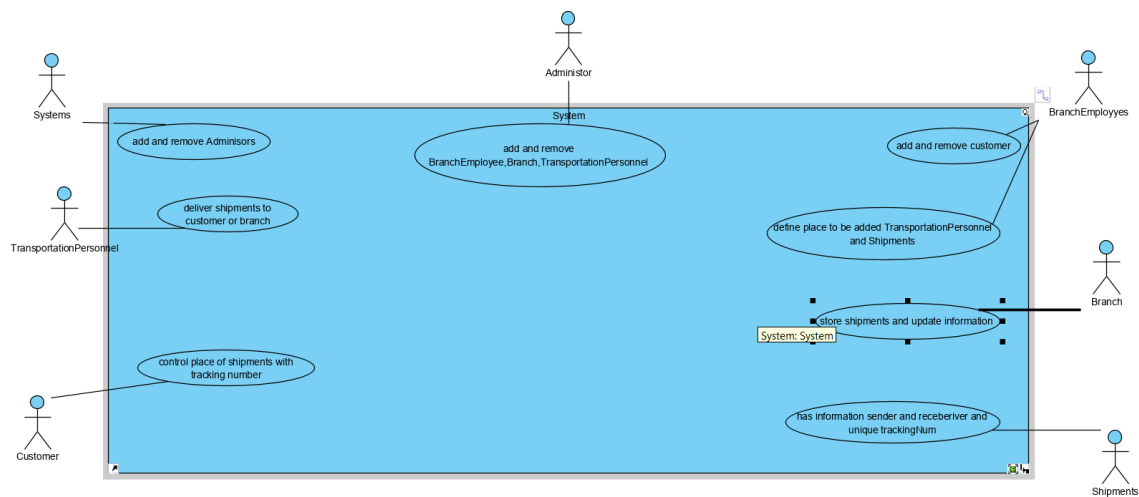 Administor
Systems
BranchEmployyes
System
add and remove Adminisors
add and remove
BranchEmployee,Branch,TransportationPersonnel
add and remove customer
deliver shipments to
customer or branch
TransportationPersonnel
define place to be added TransportationPersonnel
and Shipments
Branch
store shipments and update information
System: System
control place of shipments with
tracking number
has information sender and receberiver and
unique trackingNum
Customer
Shipments